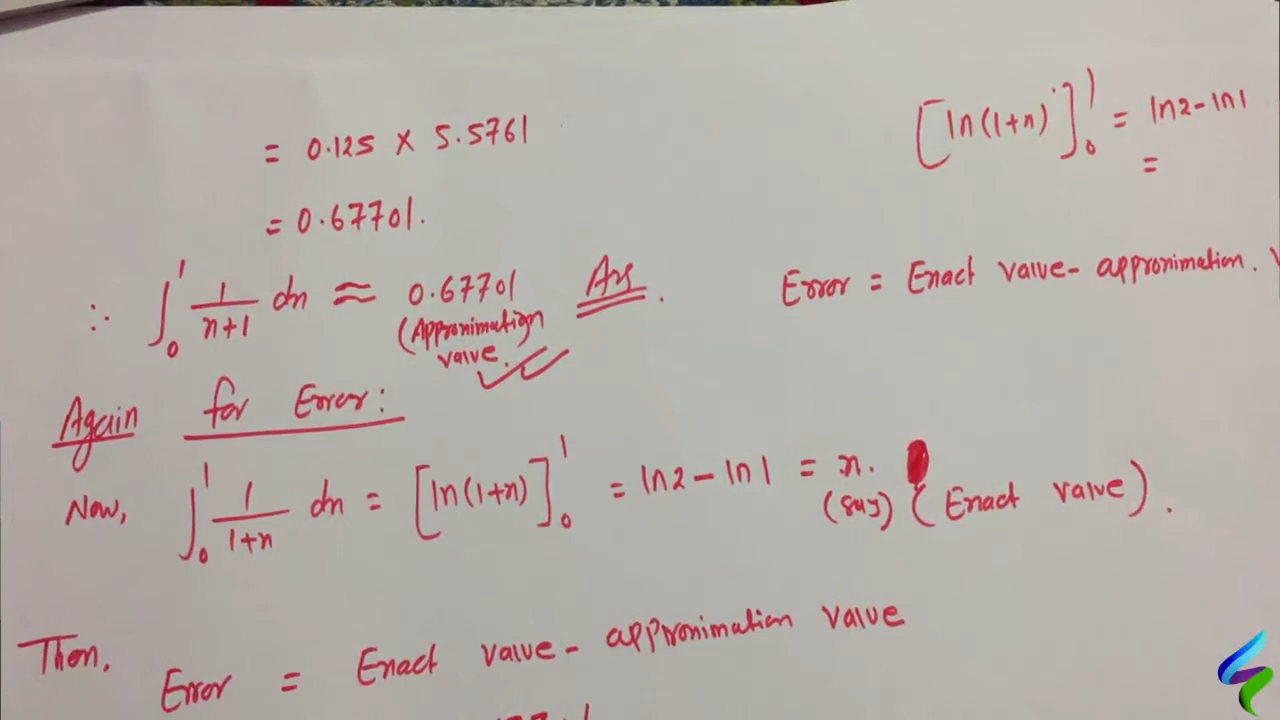 = 0.125 × 5.5761
= 0.67701.
∴ ∫₀¹ 1/(x+1) dx ≈ 0.67701 Ans.
(Approximation
value.
Again for Error:
Now, ∫₀¹ 1/(1+x) dx = [ln(1+x)]₀¹ = ln2 - ln1 = x.
(say) (Exact value).
Then,
Error = Exact value - approximation value
[ln(1+x)]₀¹ = ln2 - ln1
=
Error = Exact value - approximation.